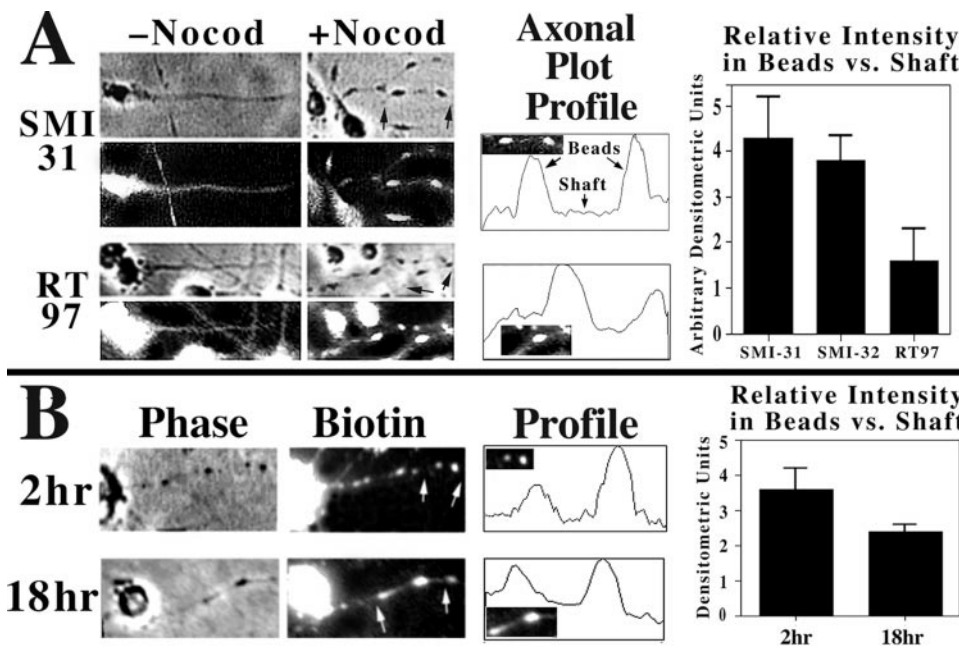 A
–Nocod
+Nocod
SMI
31
RT
97
Axonal
Plot
Profile
Beads
Shaft
Relative Intensity
in Beads vs. Shaft
Arbitrary Densitometric Units
5
4
3
2
1
0
SMI-31
SMI-32
RT97
B
Phase
Biotin
Profile
2hr
18hr
Relative Intensity
in Beads vs. Shaft
Densitometric Units
5
4
3
2
1
0
2hr
18hr